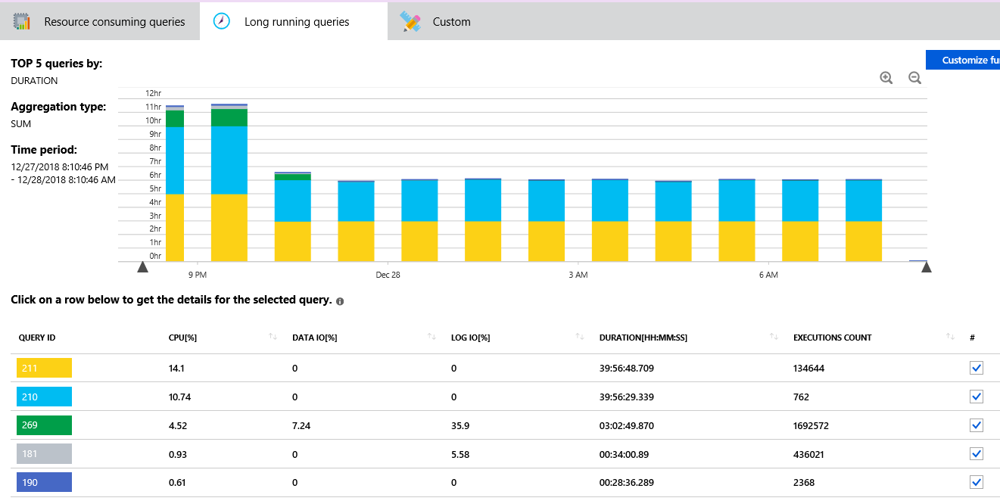 Resource consuming queries
Long running queries
Custom
TOP 5 queries by:
DURATION
Customize fu
Aggregation type:
SUM
Time period:
12/27/2018 8:10:46 PM
- 12/28/2018 8:10:46 AM
12hr
11hr
10hr
9hr
8hr
7hr
6hr
5hr
4hr
3hr
2hr
1hr
0hr
9 PM Dec 28 3 AM 6 AM
Click on a row below to get the details for the selected query.
QUERY ID CPU[%] DATA IO[%] LOG IO[%] DURATION[HH:MM:SS] EXECUTIONS COUNT #
211 14.1 0 0 39:56:48.709 134644
210 10.74 0 0 39:56:29.339 762
269 4.52 7.24 35.9 03:02:49.870 1692572
181 0.93 0 5.58 00:34:00.89 436021
190 0.61 0 0 00:28:36.289 2368